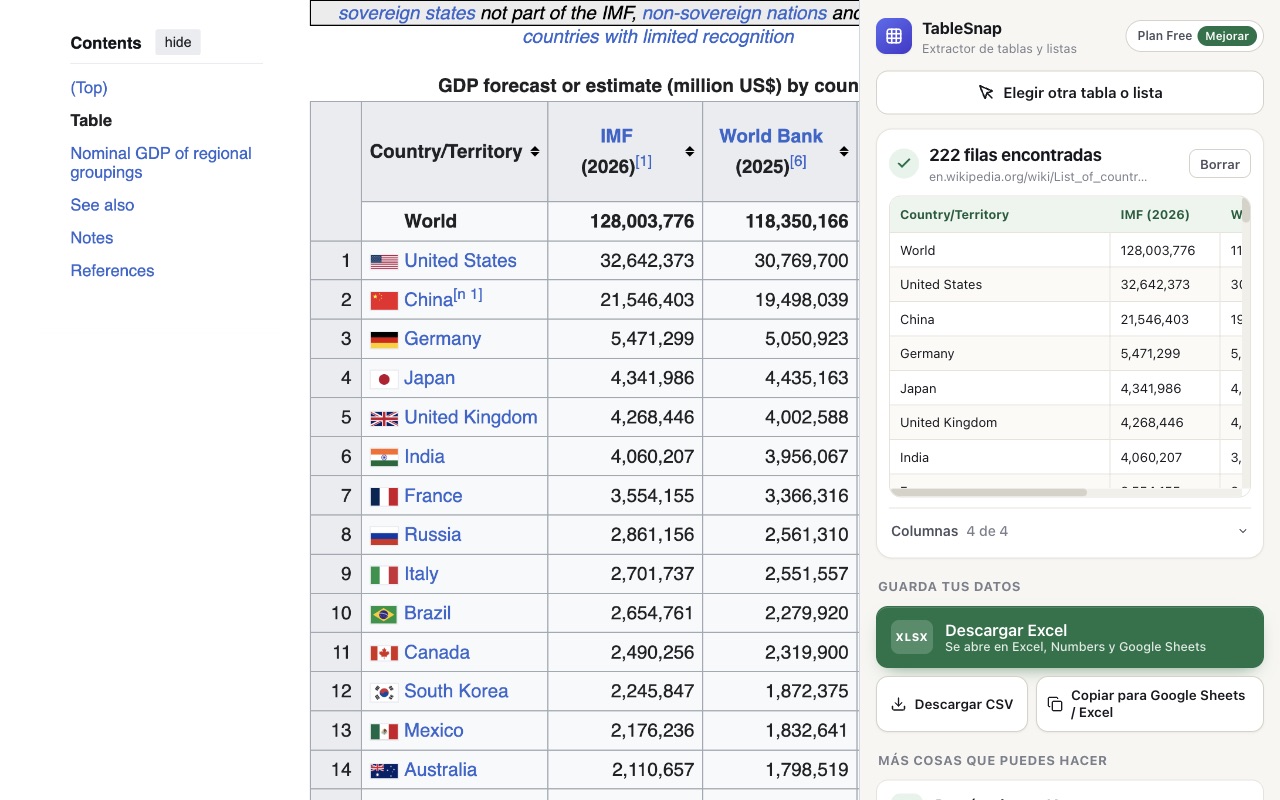 sovereign states not part of the IMF, non-sovereign nations and
countries with limited recognition
Contents hide
(Top)
Table
Nominal GDP of regional
groupings
See also
Notes
References
GDP forecast or estimate (million US$) by coun
Country/Territory IMF (2026)[1] World Bank (2025)[6]
World 128,003,776 118,350,166
1 United States 32,642,373 30,769,700
2 China[n 1] 21,546,403 19,498,039
3 Germany 5,471,299 5,050,923
4 Japan 4,341,986 4,435,163
5 United Kingdom 4,268,446 4,002,588
6 India 4,060,207 3,956,067
7 France 3,554,155 3,366,316
8 Russia 2,861,156 2,561,310
9 Italy 2,701,737 2,551,557
10 Brazil 2,654,761 2,279,920
11 Canada 2,490,256 2,319,900
12 South Korea 2,245,847 1,872,375
13 Mexico 2,176,236 1,832,641
14 Australia 2,110,657 1,798,519
TableSnap
Extractor de tablas y listas
Plan Free Mejorar
Elegir otra tabla o lista
222 filas encontradas
en.wikipedia.org/wiki/List_of_countr...
Borrar
Country/Territory IMF (2026) W
World 128,003,776 11
United States 32,642,373 30
China 21,546,403 19
Germany 5,471,299 5,
Japan 4,341,986 4,
United Kingdom 4,268,446 4,
India 4,060,207 3,
Columnas 4 de 4
GUARDA TUS DATOS
XLSX Descargar Excel
Se abre en Excel, Numbers y Google Sheets
Descargar CSV
Copiar para Google Sheets
/ Excel
MÁS COSAS QUE PUEDES HACER